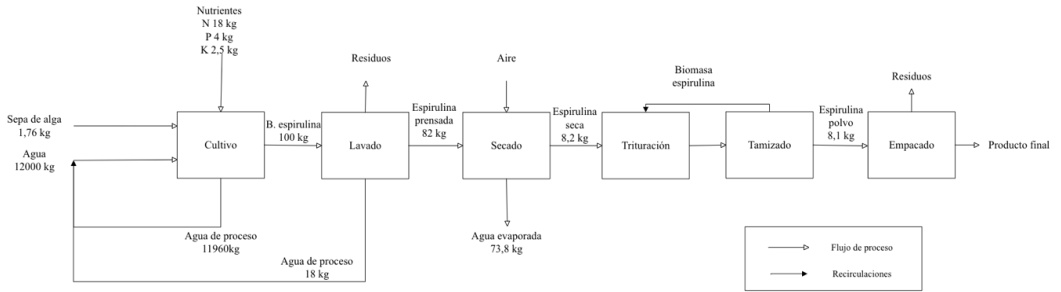 Nutrientes
N 18 kg
P 4 kg
K 2,5 kg
Sepa de alga
1,76 kg
Agua
12000 kg
Cultivo
Agua de proceso
11960kg
B. espirulina
100 kg
Residuos
Lavado
Agua de proceso
18 kg
Espirulina
prensada
82 kg
Aire
Secado
Agua evaporada
73,8 kg
Espirulina
seca
8,2 kg
Trituración
Biomasa
espirulina
Tamizado
Espirulina
polvo
8,1 kg
Residuos
Empacado
Producto final
Flujo de proceso
Recirculaciones